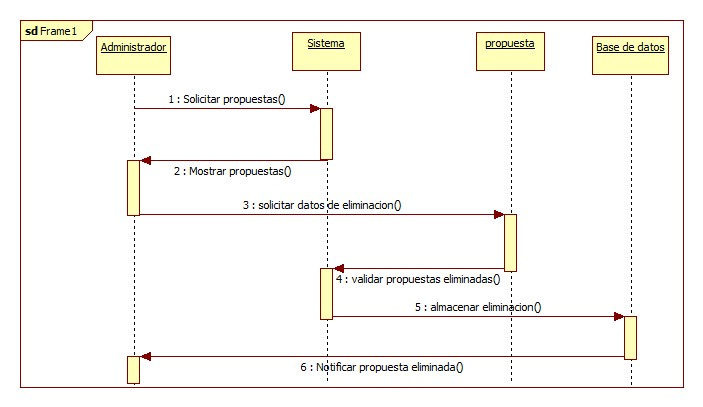 sd Frame1
Administrador
Sistema
propuesta
Base de datos
1 : Solicitar propuestas()
2 : Mostrar propuestas()
3 : solicitar datos de eliminacion()
4 : validar propuestas eliminadas()
5 : almacenar eliminacion()
6 : Notificar propuesta eliminada()